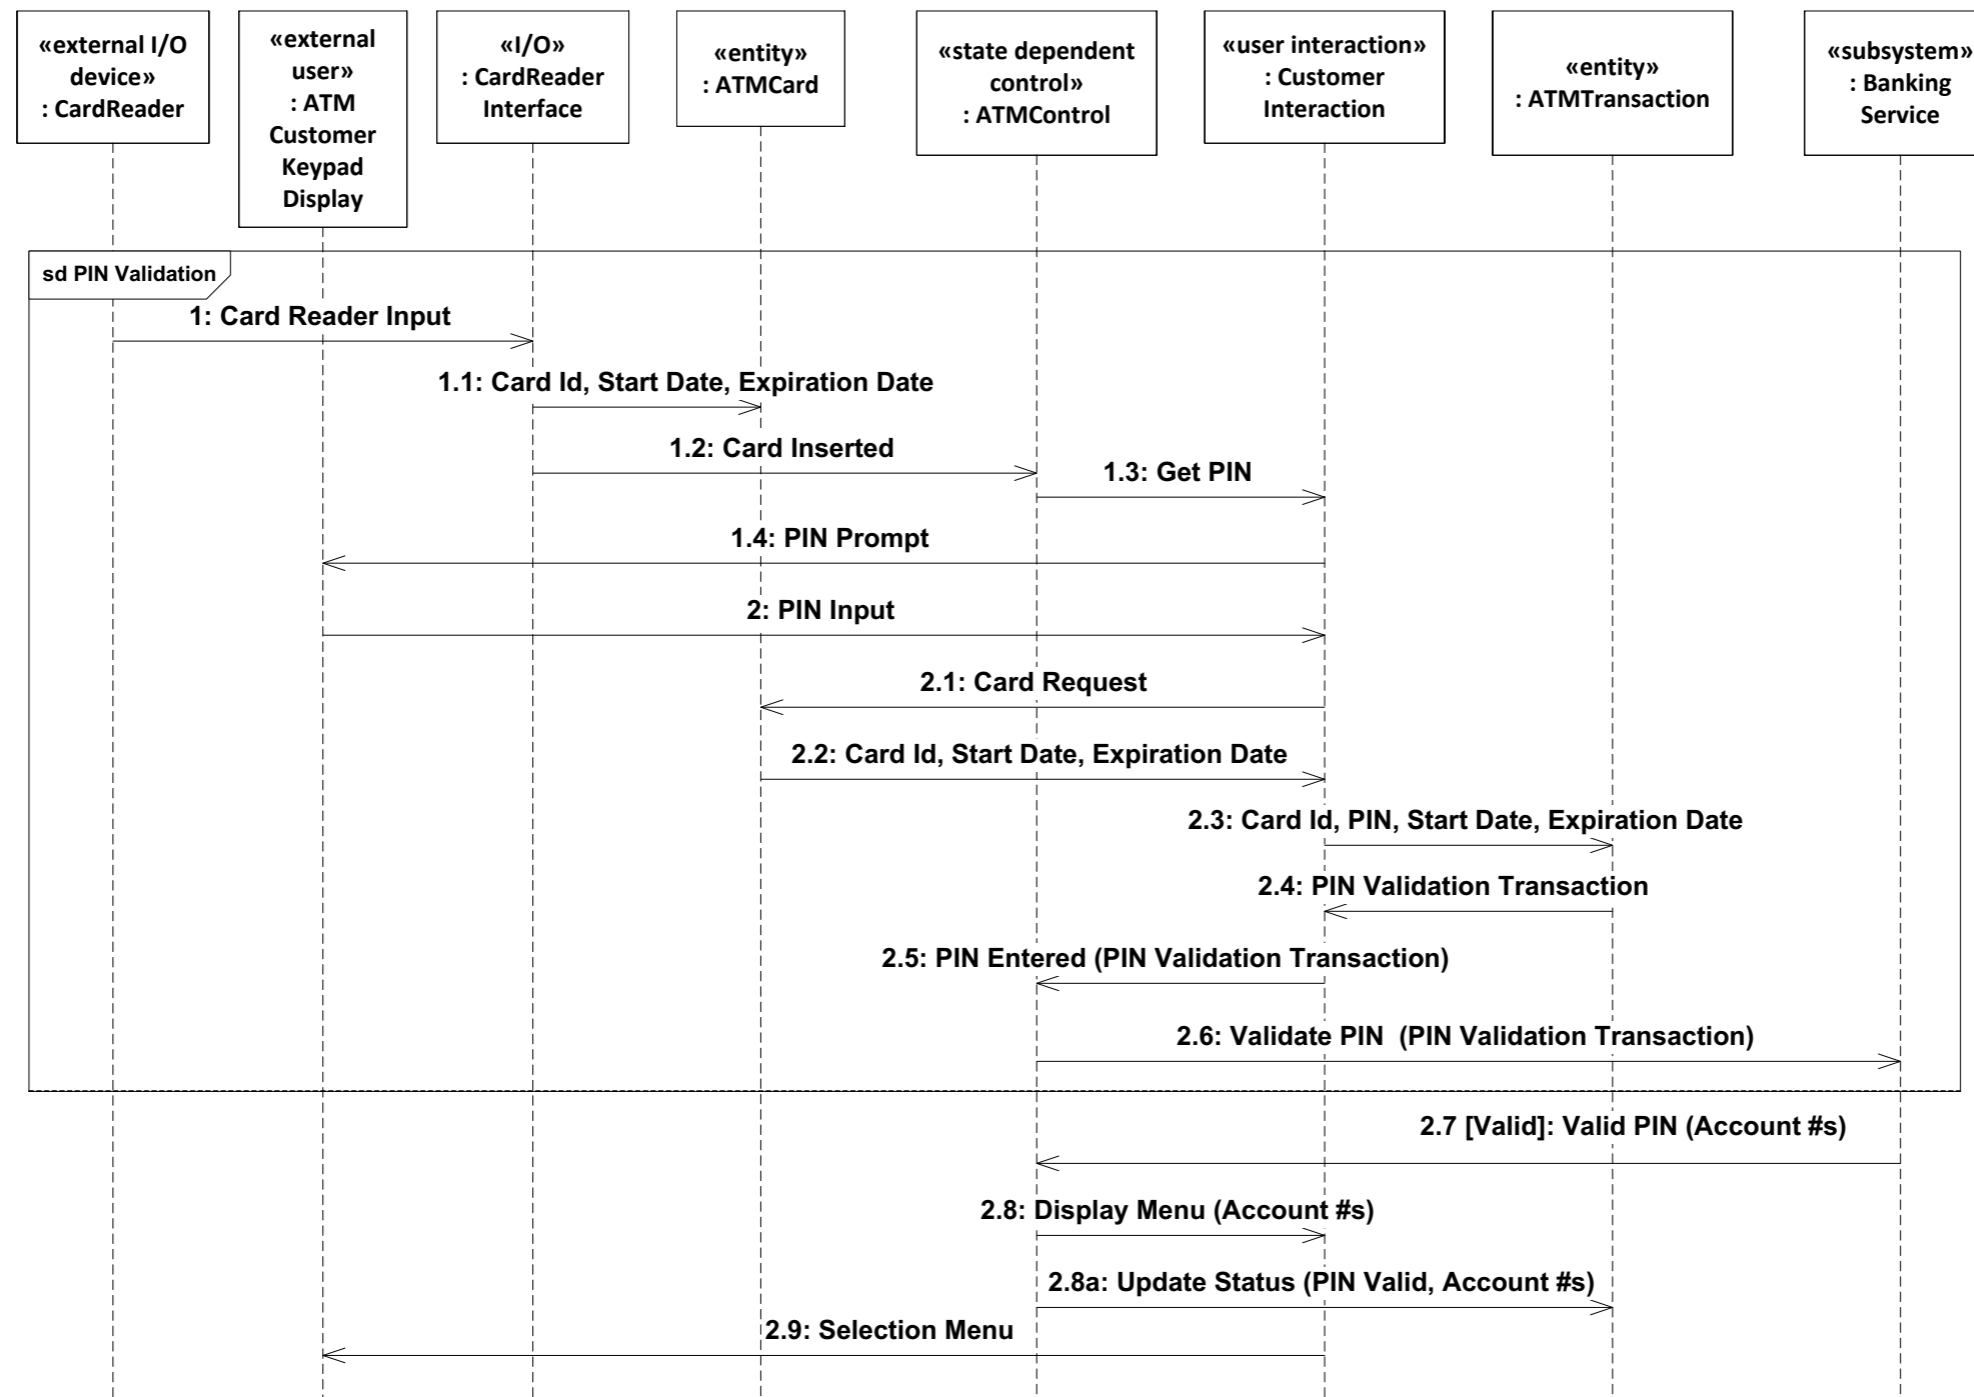 «external I/O
device»
: CardReader
«external
user»
: ATM
Customer
Keypad
Display
«I/O»
: CardReader
Interface
«entity»
: ATMCard
«state dependent
control»
: ATMControl
«user interaction»
: Customer
Interaction
«entity»
: ATMTransaction
«subsystem»
: Banking
Service
sd PIN Validation
1: Card Reader Input
1.1: Card Id, Start Date, Expiration Date
1.2: Card Inserted
1.3: Get PIN
1.4: PIN Prompt
2: PIN Input
2.1: Card Request
2.2: Card Id, Start Date, Expiration Date
2.3: Card Id, PIN, Start Date, Expiration Date
2.4: PIN Validation Transaction
2.5: PIN Entered (PIN Validation Transaction)
2.6: Validate PIN (PIN Validation Transaction)
2.7 [Valid]: Valid PIN (Account #s)
2.8: Display Menu (Account #s)
2.8a: Update Status (PIN Valid, Account #s)
2.9: Selection Menu